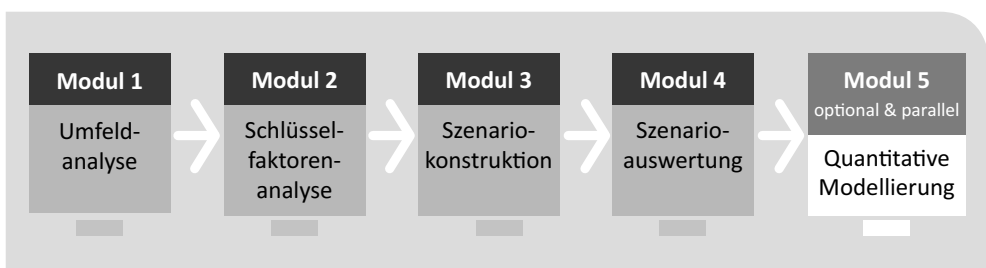 Modul 1
Umfeld-
analyse
Modul 2
Schlüssel-
faktoren-
analyse
Modul 3
Szenario-
konstruktion
Modul 4
Szenario-
auswertung
Modul 5
optional & parallel
Quantitative
Modellierung